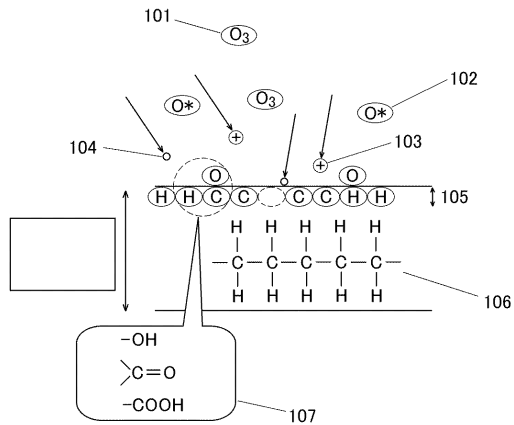 101
O3
102
O* O3 O*
104 + + 103
O O
H H C C C C H H 105
H H H H H
–C–C–C–C–C–
H H H H H
106
–OH
C=O
–COOH
107